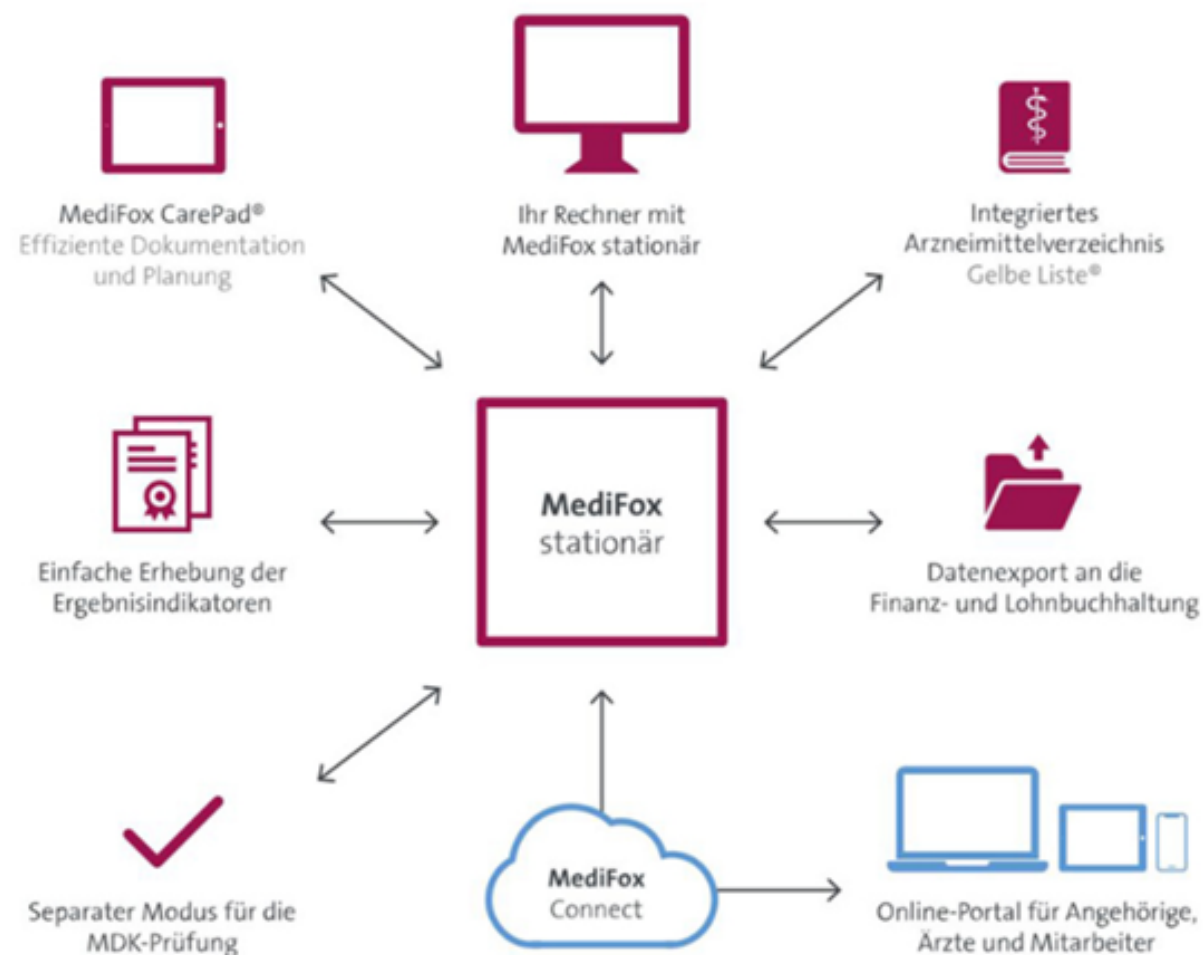 MediFox CarePad®
Effiziente Dokumentation
und Planung
Ihr Rechner mit
MediFox stationär
Integriertes
Arzneimittelverzeichnis
Gelbe Liste®
Einfache Erhebung der
Ergebnisindikatoren
MediFox
stationär
Datenexport an die
Finanz- und Lohnbuchhaltung
Separater Modus für die
MDK-Prüfung
MediFox
Connect
Online-Portal für Angehörige,
Ärzte und Mitarbeiter